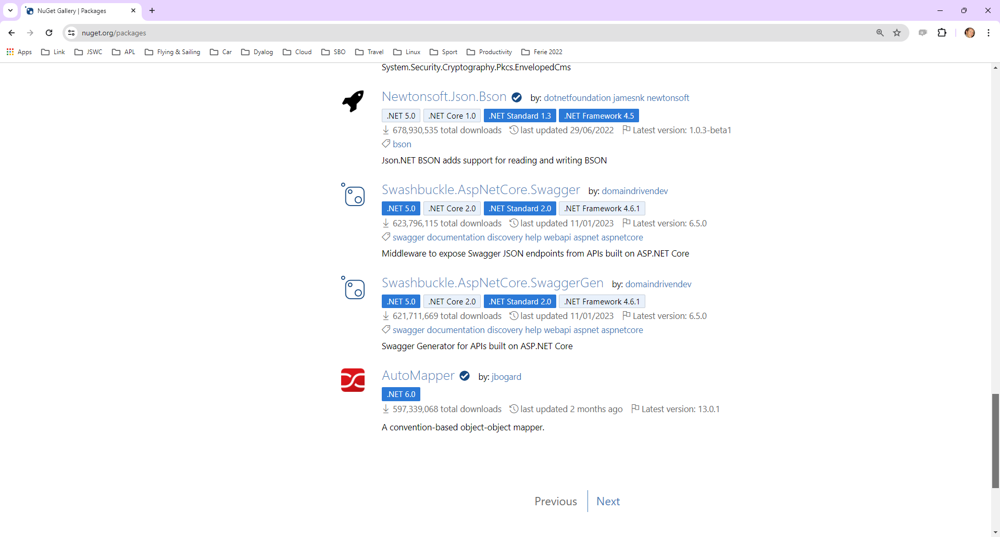 NuGet Gallery | Packages
nuget.org/packages
Apps Link JSWC APL Flying & Sailing Car Dyalog Cloud SBO Travel Linux Sport Productivity Ferie 2022
System.Security.Cryptography.Pkcs.EnvelopedCms
Newtonsoft.Json.Bson by: dotnetfoundation jamesnk newtonsoft
.NET 5.0 .NET Core 1.0 .NET Standard 1.3 .NET Framework 4.5
678,930,535 total downloads last updated 29/06/2022 Latest version: 1.0.3-beta1
bson
Json.NET BSON adds support for reading and writing BSON
Swashbuckle.AspNetCore.Swagger by: domaindrivendev
.NET 5.0 .NET Core 2.0 .NET Standard 2.0 .NET Framework 4.6.1
623,796,115 total downloads last updated 11/01/2023 Latest version: 6.5.0
swagger documentation discovery help webapi aspnet aspnetcore
Middleware to expose Swagger JSON endpoints from APIs built on ASP.NET Core
Swashbuckle.AspNetCore.SwaggerGen by: domaindrivendev
.NET 5.0 .NET Core 2.0 .NET Standard 2.0 .NET Framework 4.6.1
621,711,669 total downloads last updated 11/01/2023 Latest version: 6.5.0
swagger documentation discovery help webapi aspnet aspnetcore
Swagger Generator for APIs built on ASP.NET Core
AutoMapper by: jbogard
.NET 6.0
597,339,068 total downloads last updated 2 months ago Latest version: 13.0.1
A convention-based object-object mapper.
Previous Next